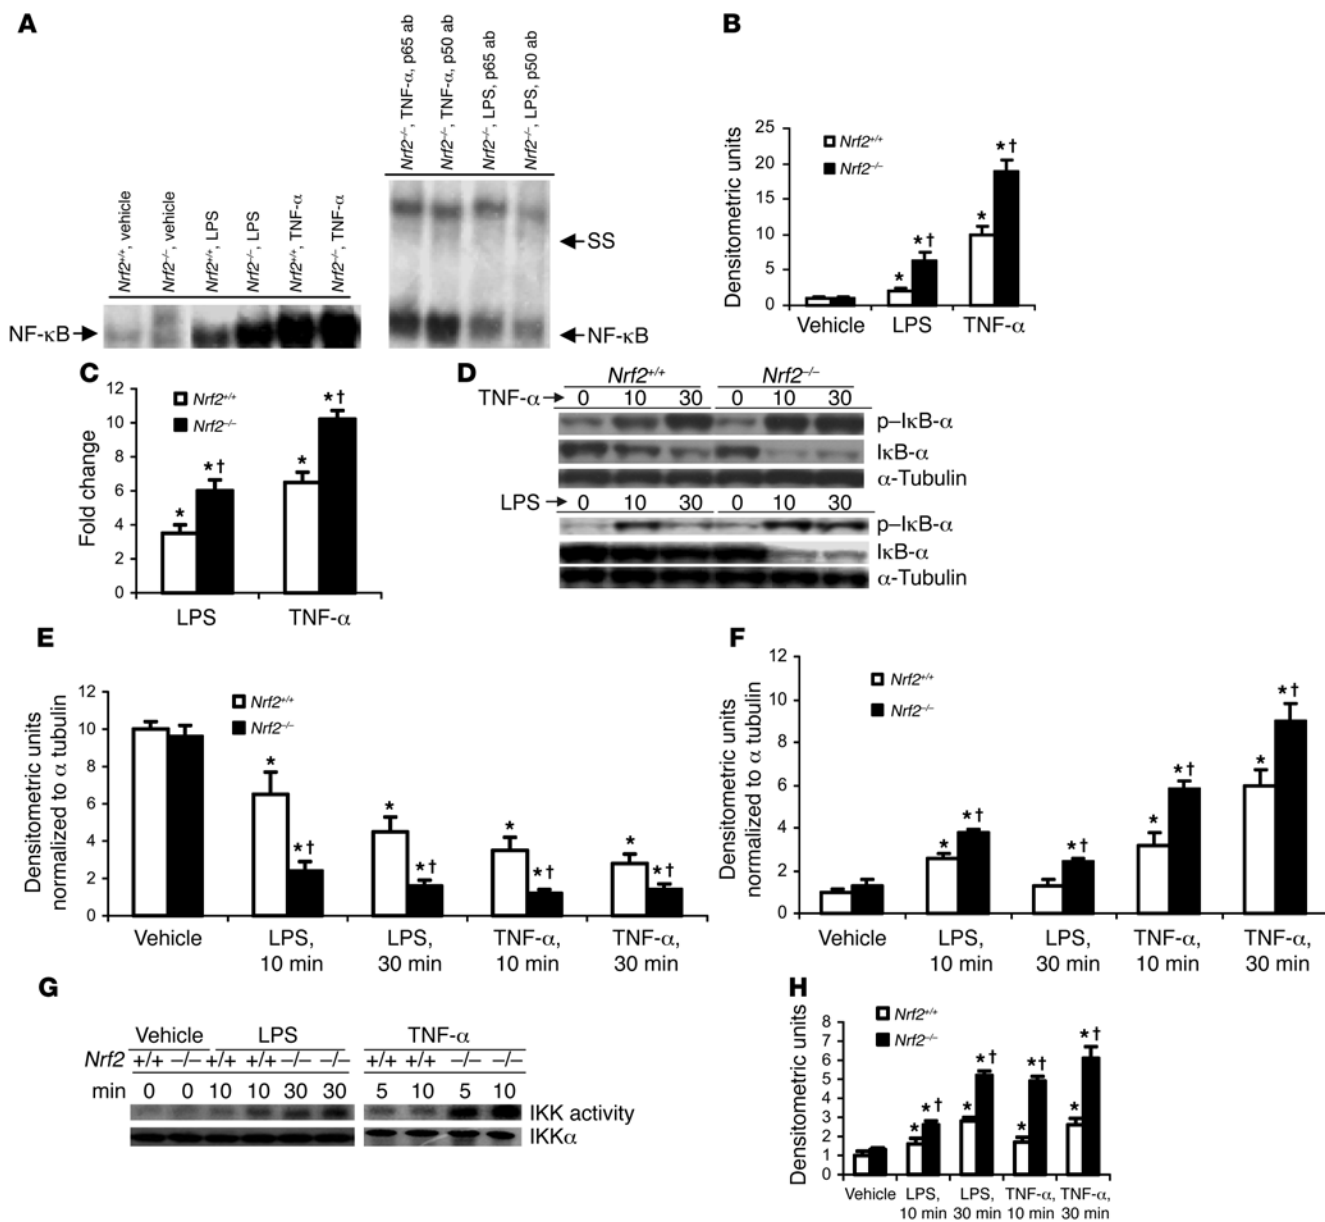 A
Nrf2+/+, vehicle
Nrf2–/–, vehicle
Nrf2+/+, LPS
Nrf2–/–, LPS
Nrf2+/+, TNF-α
Nrf2–/–, TNF-α
NF-κB
Nrf2–/–, TNF-α, p65 ab
Nrf2–/–, TNF-α, p50 ab
Nrf2–/–, LPS, p65 ab
Nrf2–/–, LPS, p50 ab
SS
NF-κB
B
Densitometric units
25
20
15
10
5
0
Nrf2+/+
Nrf2–/–
* *† * *†
Vehicle LPS TNF-α
C
Fold change
12
10
8
6
4
2
0
Nrf2+/+
Nrf2–/–
* *† * *†
LPS TNF-α
D
Nrf2+/+ Nrf2–/–
TNF-α 0 10 30 0 10 30
p–IκB-α
IκB-α
α-Tubulin
LPS 0 10 30 0 10 30
p–IκB-α
IκB-α
α-Tubulin
E
Densitometric units
normalized to α tubulin
12
10
8
6
4
2
0
Nrf2+/+
Nrf2–/–
* *† * *† * *† * *†
Vehicle LPS, LPS, TNF-α, TNF-α,
10 min 30 min 10 min 30 min
F
Densitometric units
normalized to α tubulin
12
10
8
6
4
2
0
Nrf2+/+
Nrf2–/–
* *† *† * *† * *†
Vehicle LPS, LPS, TNF-α, TNF-α,
10 min 30 min 10 min 30 min
G
Vehicle LPS TNF-α
Nrf2 +/+ –/– +/+ +/+ –/– –/– +/+ +/+ –/– –/–
min 0 0 10 10 30 30 5 10 5 10
IKK activity
IKKα
H
Densitometric units
8
7
6
5
4
3
2
1
0
Nrf2+/+
Nrf2–/–
* *† * *† * *† * *†
Vehicle LPS, LPS, TNF-α, TNF-α,
10 min 30 min 10 min 30 min